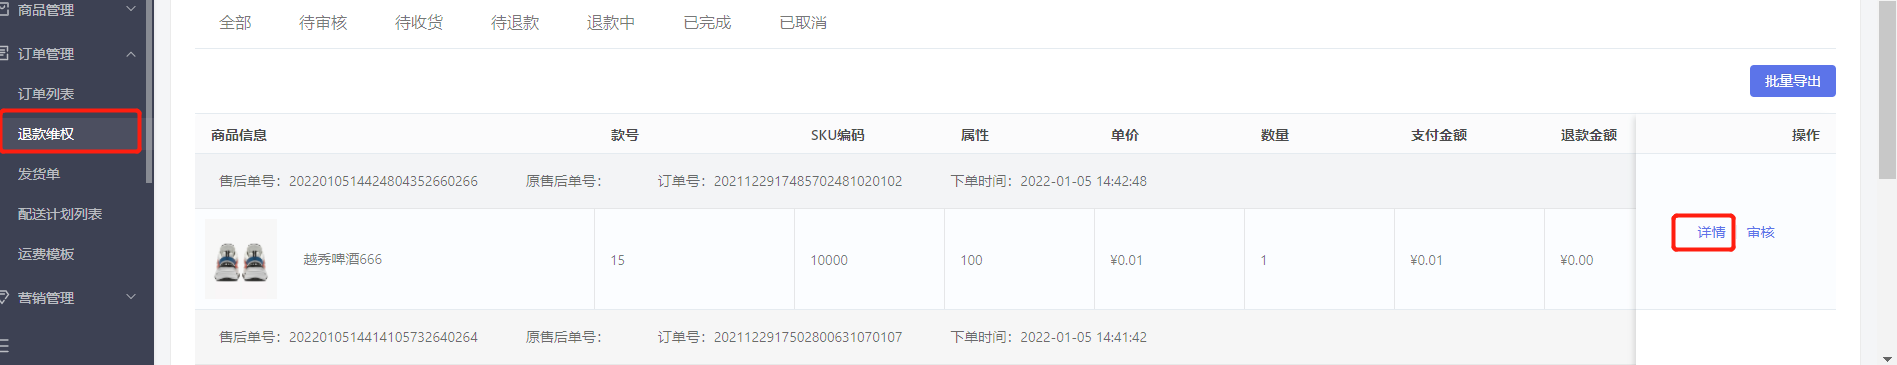 商品管理
订单管理
订单列表
退款维权
发货单
配送计划列表
运费模板
营销管理
全部 待审核 待收货 待退款 退款中 已完成 已取消
批量导出
商品信息 款号 SKU编码 属性 单价 数量 支付金额 退款金额 操作
售后单号：2022010514424804352660266 原售后单号： 订单号：2021122917485702481020102 下单时间：2022-01-05 14:42:48
越秀啤酒666 15 10000 100 ¥0.01 1 ¥0.01 ¥0.00 详情 审核
售后单号：2022010514414105732640264 原售后单号： 订单号：2021122917502800631070107 下单时间：2022-01-05 14:41:42